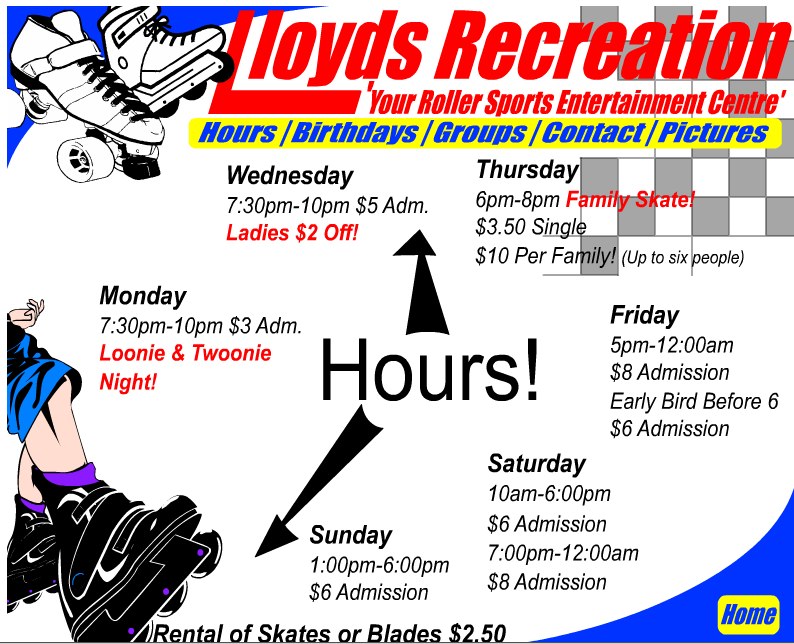 Lloyds Recreation
'Your Roller Sports Entertainment Centre'
Hours / Birthdays / Groups / Contact / Pictures
Wednesday
7:30pm-10pm $5 Adm.
Ladies $2 Off!
Thursday
6pm-8pm Family Skate!
$3.50 Single
$10 Per Family! (Up to six people)
Monday
7:30pm-10pm $3 Adm.
Loonie & Twoonie
Night!
Hours!
Friday
5pm-12:00am
$8 Admission
Early Bird Before 6
$6 Admission
Saturday
10am-6:00pm
$6 Admission
7:00pm-12:00am
$8 Admission
Sunday
1:00pm-6:00pm
$6 Admission
Rental of Skates or Blades $2.50
Home